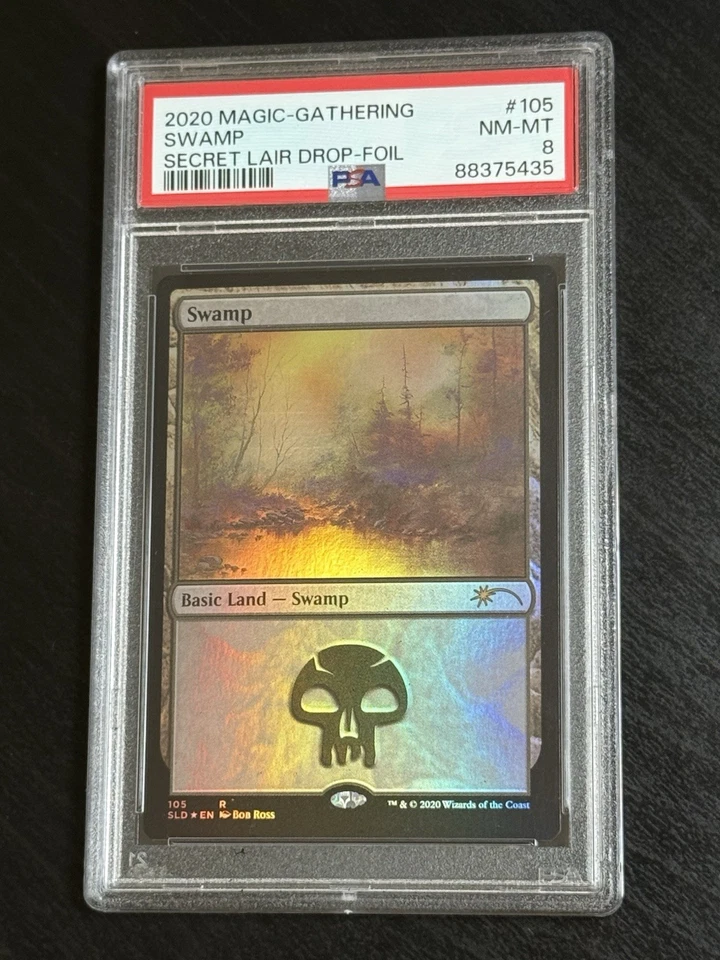 2020 MAGIC-GATHERING #105
SWAMP NM-MT
SECRET LAIR DROP-FOIL 8
PSA 88375435
Swamp
Basic Land — Swamp
105 R ™ & © 2020 Wizards of the Coast
SLD ★ EN Bob Ross